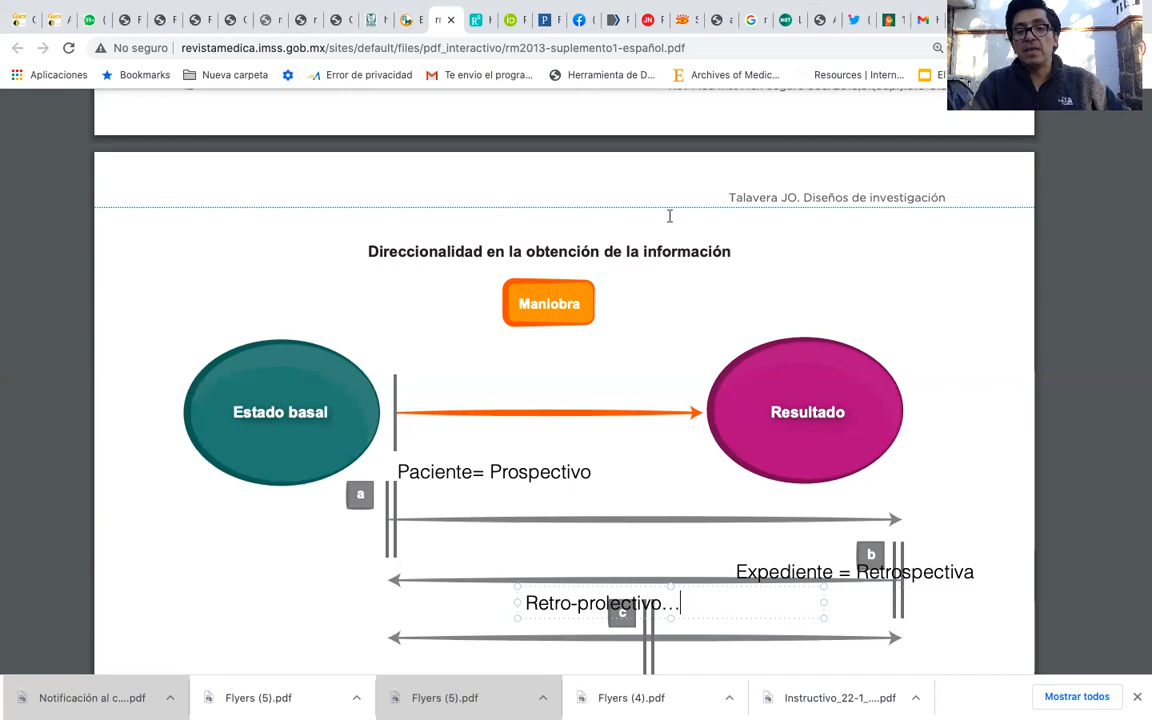 99+
No seguro
revistamedica.imss.gob.mx/sites/default/files/pdf_interactivo/rm2013-suplemento1-español.pdf
Aplicaciones
Bookmarks
Nueva carpeta
Error de privacidad
Te envio el progra...
Herramienta de D...
Archives of Medic...
Resources | Intern...
El
Talavera JO. Diseños de investigación
Direccionalidad en la obtención de la información
Maniobra
Estado basal
Resultado
Paciente= Prospectivo
a
b
Expediente = Retrospectiva
Retro-prolectivo...
c
Notificación al c....pdf
Flyers (5).pdf
Flyers (5).pdf
Flyers (4).pdf
Instructivo_22-1_....pdf
Mostrar todos